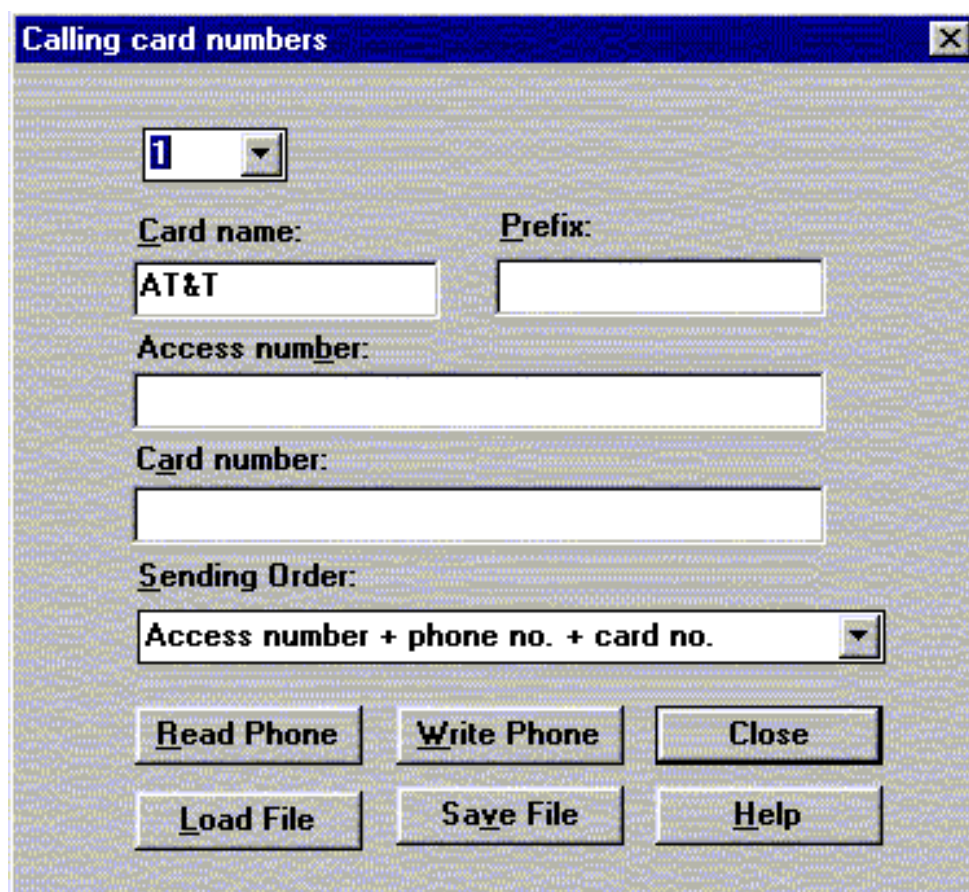 Calling card numbers
1
Card name: Prefix:
AT&T
Access number:
Card number:
Sending Order:
Access number + phone no. + card no.
Read Phone Write Phone Close
Load File Save File Help